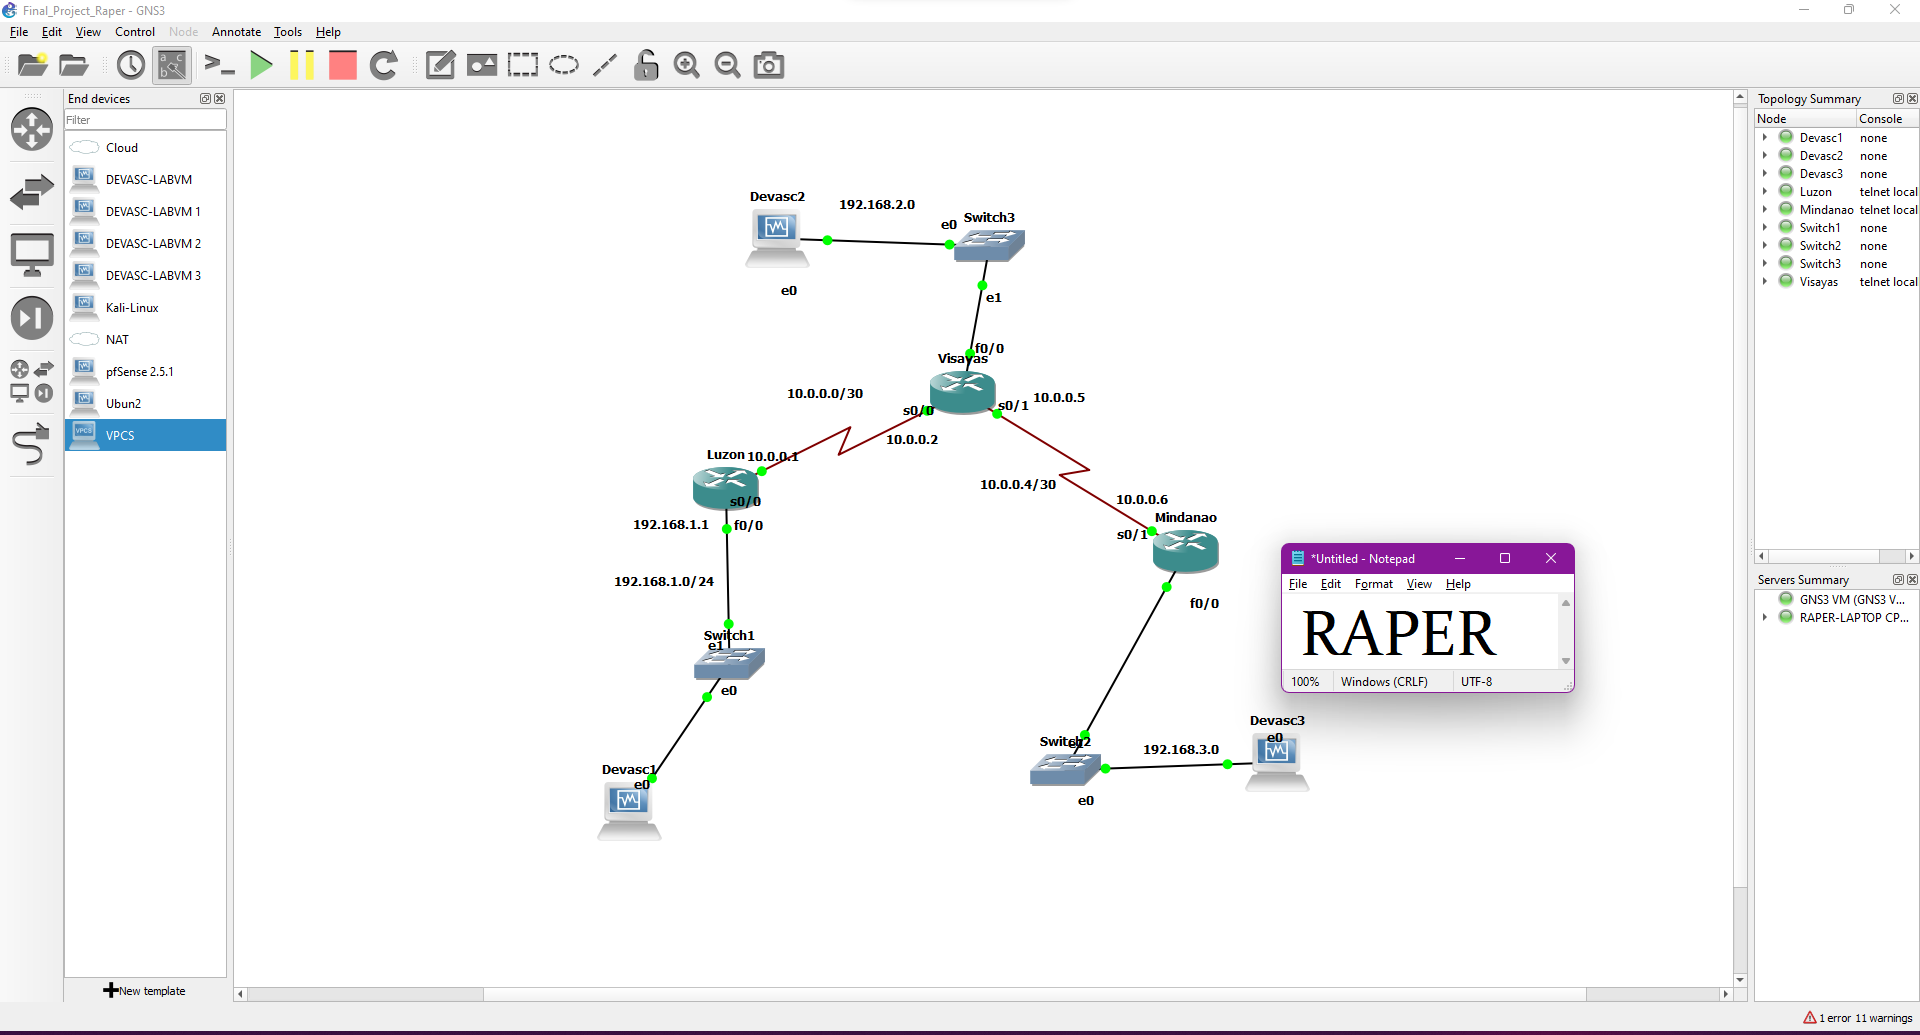 Final_Project_Raper - GNS3
File Edit View Control Node Annotate Tools Help
End devices
Filter
Cloud
DEVASC-LABVM
DEVASC-LABVM 1
DEVASC-LABVM 2
DEVASC-LABVM 3
Kali-Linux
NAT
pfSense 2.5.1
Ubun2
VPCS
VPCS
New template
Devasc2
192.168.2.0
e0
Switch3
e0
e1
f0/0
Visayas
10.0.0.0/30
s0/0
s0/1
10.0.0.5
10.0.0.2
Luzon
10.0.0.1
s0/0
192.168.1.1
f0/0
10.0.0.4/30
10.0.0.6
Mindanao
s0/1
f0/0
192.168.1.0/24
Switch1
e1
e0
Devasc1
e0
Switch2
e1
192.168.3.0
e0
Devasc3
e0
*Untitled - Notepad
File Edit Format View Help
RAPER
100% Windows (CRLF) UTF-8
Topology Summary
Node Console
Devasc1 none
Devasc2 none
Devasc3 none
Luzon telnet local
Mindanao telnet local
Switch1 none
Switch2 none
Switch3 none
Visayas telnet local
Servers Summary
GNS3 VM (GNS3 V...
RAPER-LAPTOP CP...
1 error 11 warnings